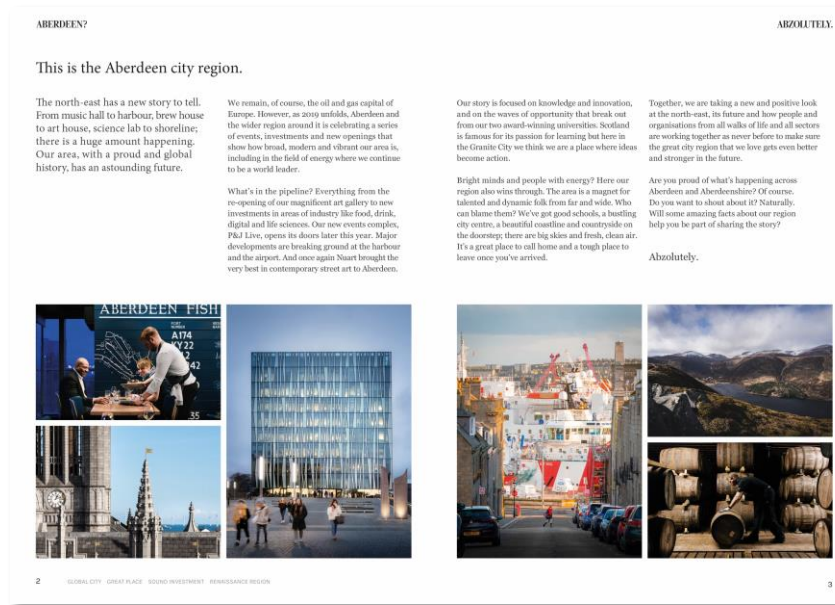 ABERDEEN?
ABZOLUTELY.
This is the Aberdeen city region.
The north-east has a new story to tell.
From music hall to harbour, brew house
to art house, science lab to shoreline;
there is a huge amount happening.
Our area, with a proud and global
history, has an astounding future.
We remain, of course, the oil and gas capital of
Europe. However, as 2019 unfolds, Aberdeen and
the wider region around it is celebrating a series
of events, investments and new openings that
show how broad, modern and vibrant our area is,
including in the field of energy where we continue
to be a world leader.
What's in the pipeline? Everything from the
re-opening of our magnificent art gallery to new
investments in areas of industry like food, drink,
digital and life sciences. Our new events complex,
P&J Live, opens its doors later this year. Major
developments are breaking ground at the harbour
and the airport. And once again Nuart brought the
very best in contemporary street art to Aberdeen.
Our story is focused on knowledge and innovation,
and on the waves of opportunity that break out
from our two award-winning universities. Scotland
is famous for its passion for learning but here in
the Granite City we think we are a place where ideas
become action.
Bright minds and people with energy? Here our
region also wins through. The area is a magnet for
talented and dynamic folk from far and wide. Who
can blame them? We've got good schools, a bustling
city centre, a beautiful coastline and countryside on
the doorstep; there are big skies and fresh, clean air.
It's a great place to call home and a tough place to
leave once you've arrived.
Together, we are taking a new and positive look
at the north-east, its future and how people and
organisations from all walks of life and all sectors
are working together as never before to make sure
the great city region that we love gets even better
and stronger in the future.
Are you proud of what's happening across
Aberdeen and Aberdeenshire? Of course.
Do you want to shout about it? Naturally.
Will some amazing facts about our region
help you be part of sharing the story?
Abzolutely.
ABERDEEN FISH
PORT
NUMBER
A174
KY22
42
35
2
GLOBAL CITY GREAT PLACE SOUND INVESTMENT RENAISSANCE REGION
3